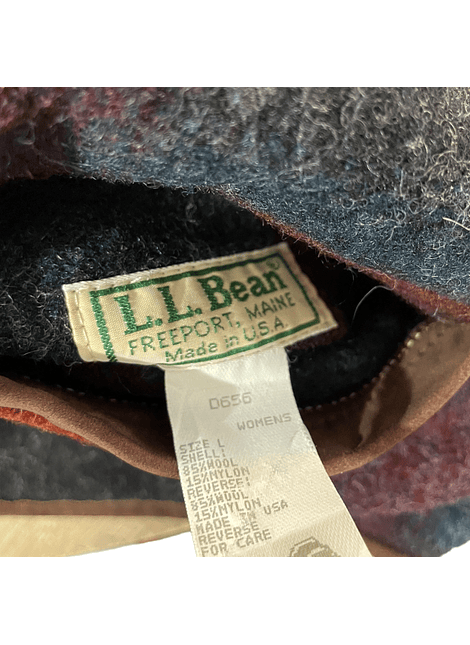 L.L.Bean
FREEPORT, MAINE
Made in U.S.A.
D656
WOMENS
SIZE L
SHELL:
85%WOOL
15%NYLON
REVERSE:
85%WOOL
15%NYLON
MADE IN USA
REVERSE
FOR CARE